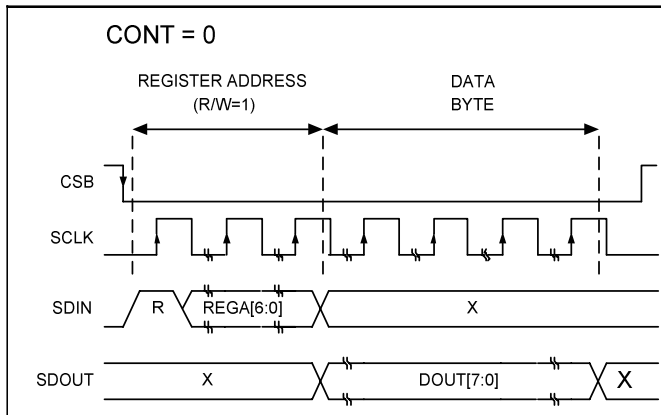 CONT = 0
REGISTER ADDRESS
(R/W=1)
DATA
BYTE
CSB
SCLK
SDIN
R
REGA[6:0]
X
SDOUT
X
DOUT[7:0]
X